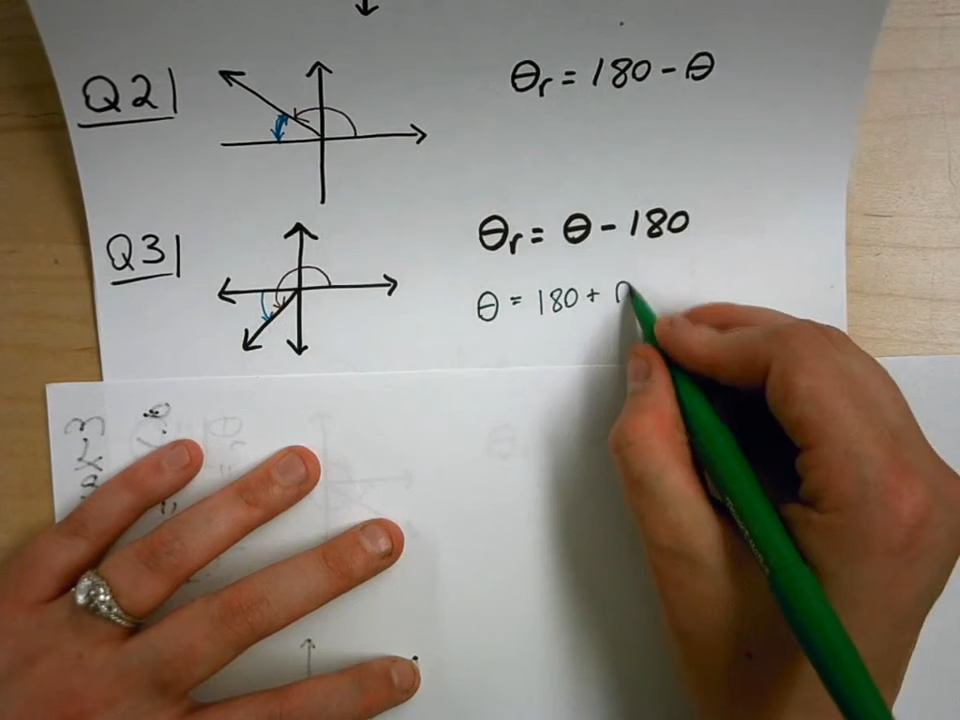 Q2|
θr = 180 - θ
Q3|
θr = θ - 180
θ = 180 +